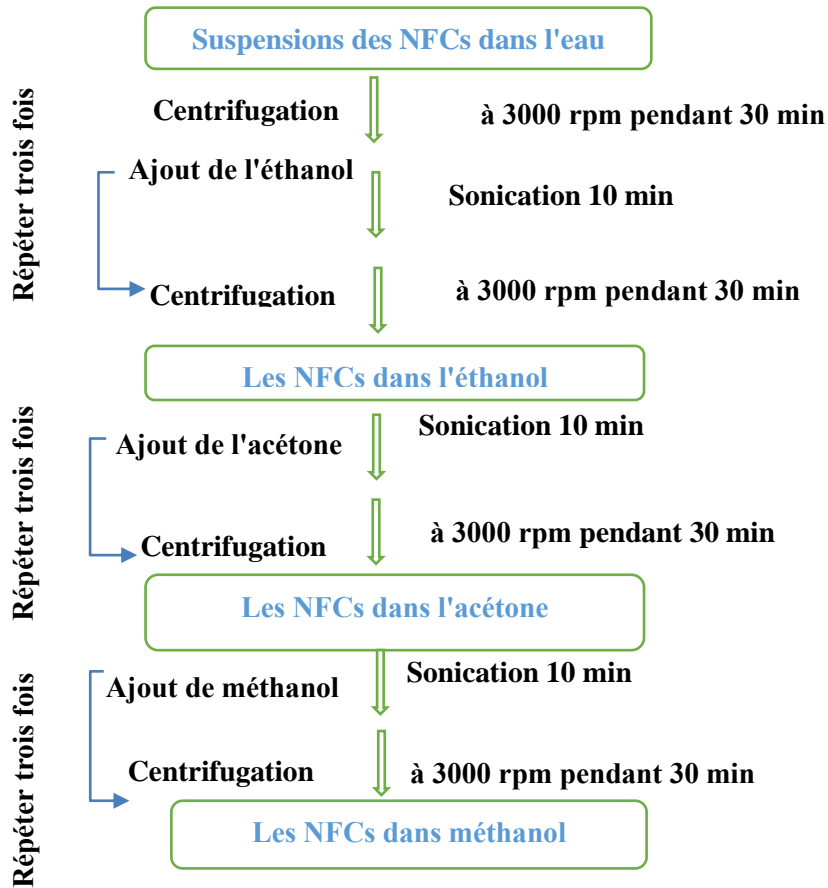 Suspensions des NFCs dans l'eau
Répéter trois fois
Centrifugation
à 3000 rpm pendant 30 min
Ajout de l'éthanol
Sonication 10 min
Centrifugation
à 3000 rpm pendant 30 min
Les NFCs dans l'éthanol
Répéter trois fois
Ajout de l'acétone
Sonication 10 min
Centrifugation
à 3000 rpm pendant 30 min
Les NFCs dans l'acétone
Répéter trois fois
Ajout de méthanol
Sonication 10 min
Centrifugation
à 3000 rpm pendant 30 min
Les NFCs dans méthanol